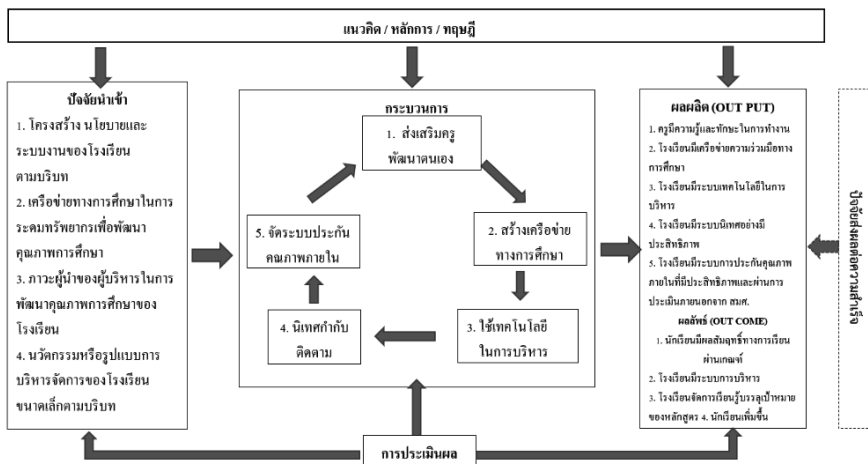 แนวคิด / หลักการ / ทฤษฎี
ปัจจัยนำเข้า
1. โครงสร้าง นโยบายและ
ระบบงานของโรงเรียน
ตามบริบท
2. เครือข่ายทางการศึกษาในการ
ระดมทรัพยากรเพื่อพัฒนา
คุณภาพการศึกษา
3. ภาวะผู้นำของผู้บริหารในการ
พัฒนาคุณภาพการศึกษาของ
โรงเรียน
4. นวัตกรรมหรือรูปแบบการ
บริหารจัดการของโรงเรียน
ขนาดเล็กตามบริบท
กระบวนการ
1. ส่งเสริมครู
พัฒนาตนเอง
2. สร้างเครือข่าย
ทางการศึกษา
3. ใช้เทคโนโลยี
ในการบริหาร
4. นิเทศกำกับ
ติดตาม
5. จัดระบบประกัน
คุณภาพภายใน
ผลผลิต (OUT PUT)
1. ครูมีความรู้และทักษะในการทำงาน
2. โรงเรียนมีเครือข่ายความร่วมมือทาง
การศึกษา
3. โรงเรียนมีระบบเทคโนโลยีในการ
บริหาร
4. โรงเรียนมีระบบนิเทศอย่างมี
ประสิทธิภาพ
5. โรงเรียนมีระบบการประกันคุณภาพ
ภายในที่มีประสิทธิภาพและผ่านการ
ประเมินภายนอกจาก สมศ.
ผลลัพธ์ (OUT COME)
1. นักเรียนมีผลสัมฤทธิ์ทางการเรียน
ผ่านเกณฑ์
2. โรงเรียนมีระบบการบริหาร
3. โรงเรียนจัดการเรียนรู้บรรลุเป้าหมาย
ของหลักสูตร 4. นักเรียนเพิ่มขึ้น
ปัจจัยส่งผลต่อความสำเร็จ
การประเมินผล